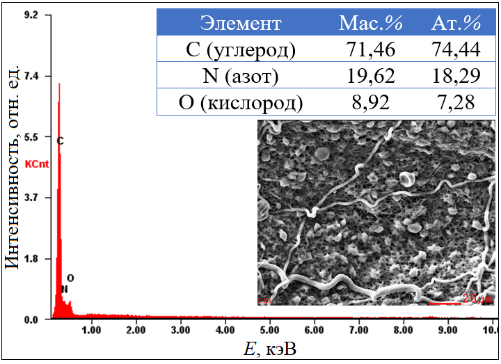 9.2
7.4
5.5
KCnt
3.7
1.8
0.0
Интенсивность, отн. ед.
C
N
O
Элемент Мас.% Ат.%
C (углерод) 71,46 74,44
N (азот) 19,62 18,29
O (кислород) 8,92 7,28
1.00 2.00 3.00 4.00 5.00 6.00 7.00 8.00 9.00 10.0
E, кэВ